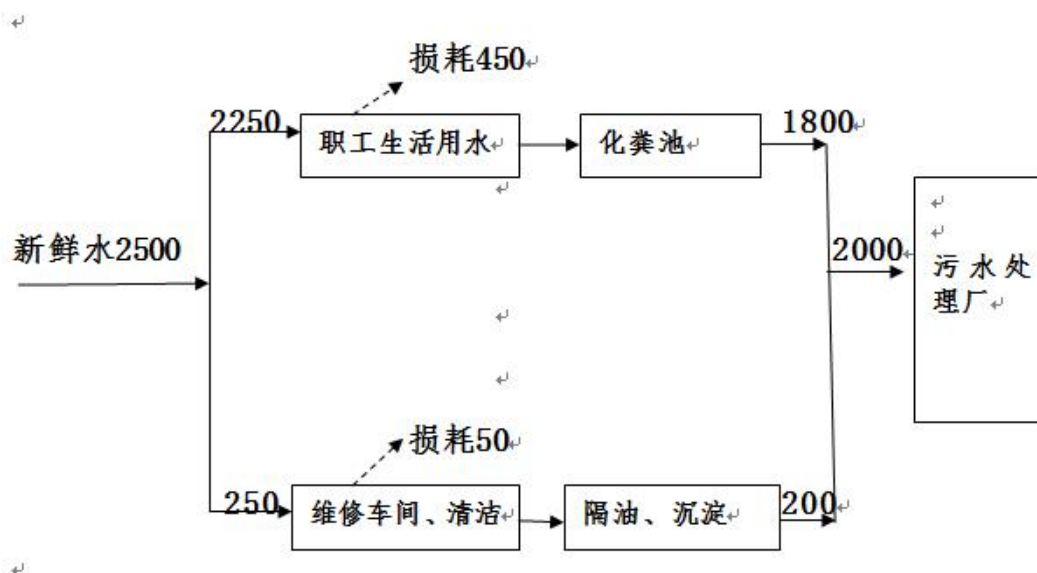 损耗450
2250
职工生活用水
化粪池
1800
新鲜水2500
2000
污水处
理厂
损耗50
250
维修车间、清洁
隔油、沉淀
200